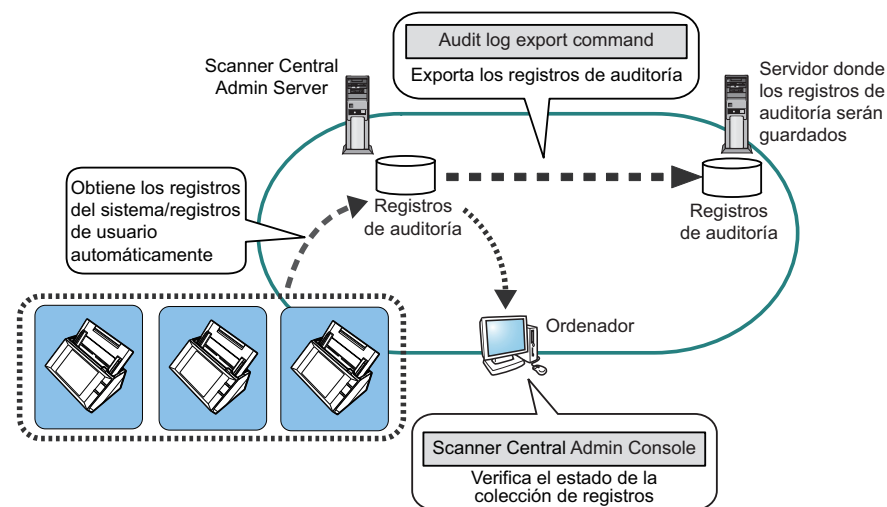 Audit log export command
Exporta los registros de auditoría
Scanner Central
Admin Server
Servidor donde
los registros de
auditoría serán
guardados
Obtiene los registros
del sistema/registros
de usuario
automáticamente
Registros
de auditoría
Registros
de auditoría
Ordenador
Scanner Central Admin Console
Verifica el estado de la
colección de registros